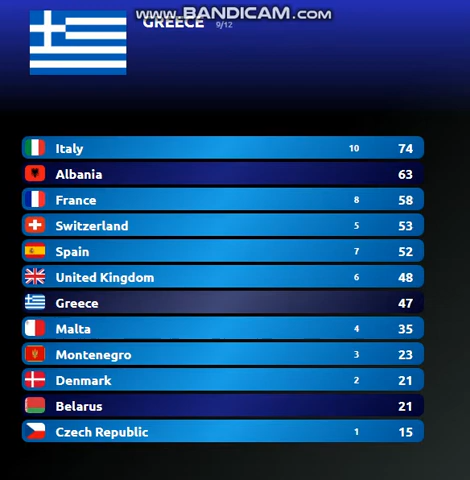 www.BANDICAM.com
GREECE 9/12
Italy 10 74
Albania 63
France 8 58
Switzerland 5 53
Spain 7 52
United Kingdom 6 48
Greece 47
Malta 4 35
Montenegro 3 23
Denmark 2 21
Belarus 21
Czech Republic 1 15